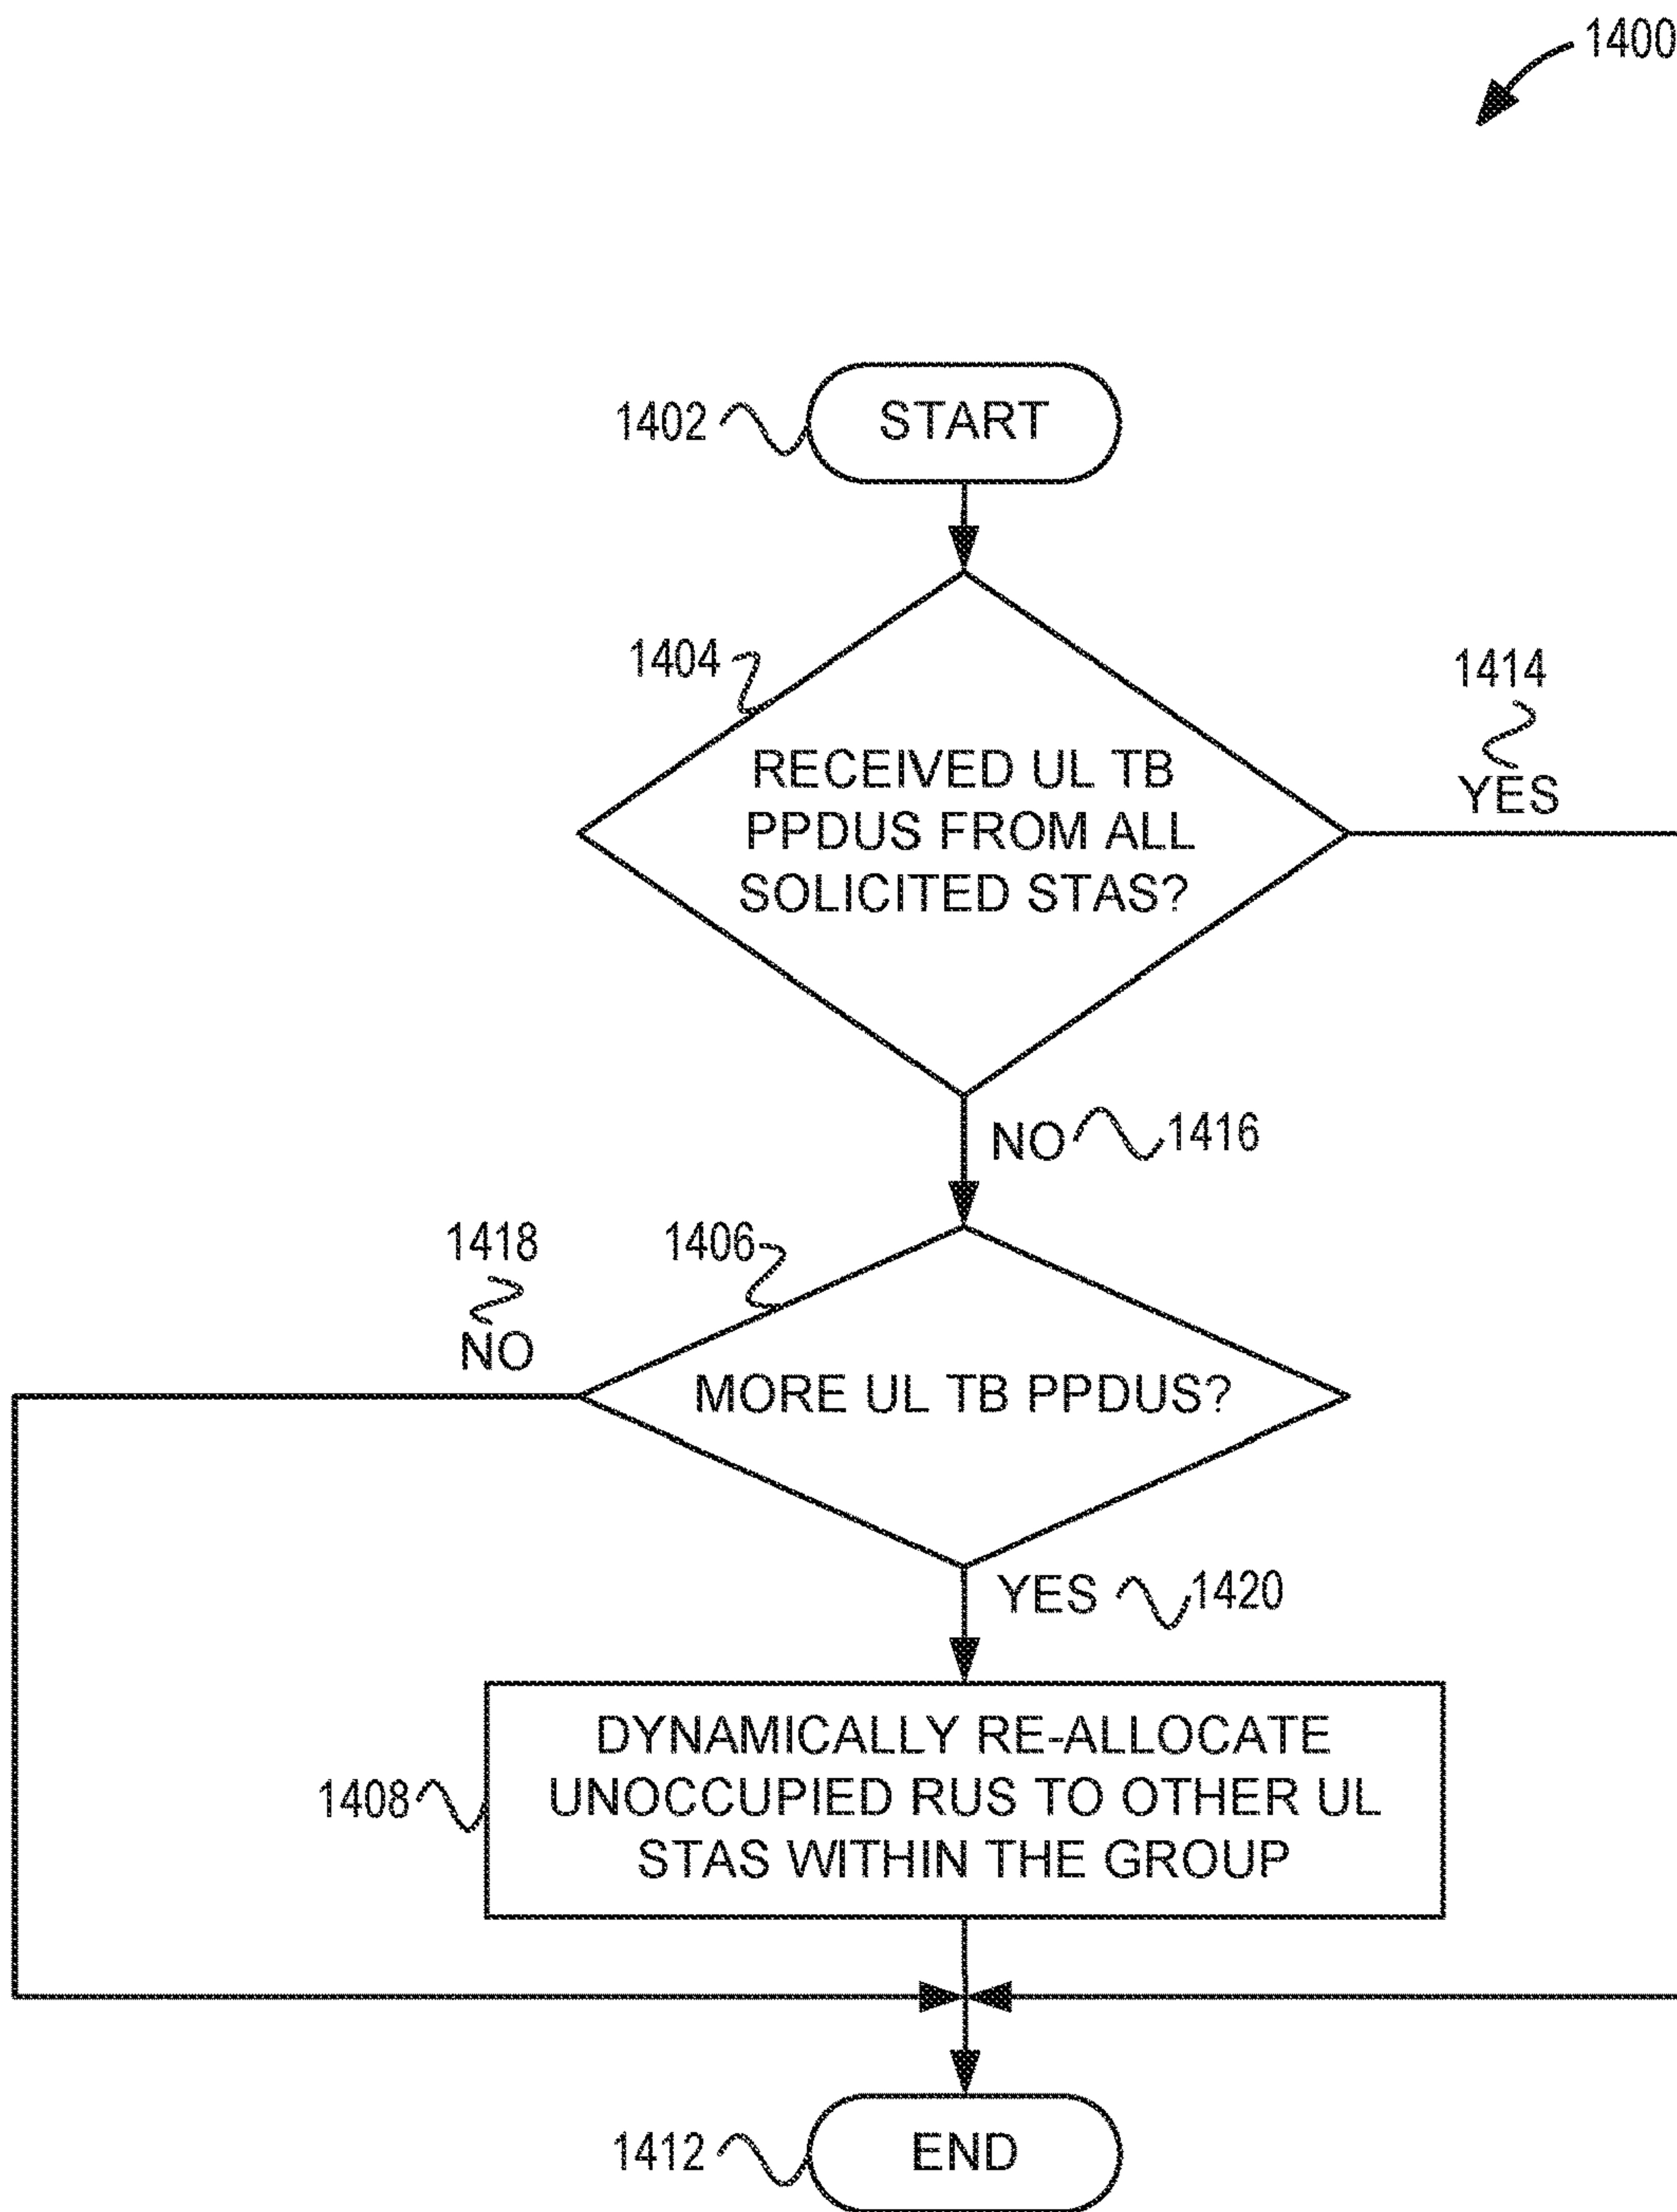 1400
1402
START
1404
1414
RECEIVED UL TB
PPDUS FROM ALL
SOLICITED STAS?
YES
NO
1416
1418
1406
NO
MORE UL TB PPDUS?
YES
1420
DYNAMICALLY RE-ALLOCATE
1408
UNOCCUPIED RUS TO OTHER UL
STAS WITHIN THE GROUP
1412
END